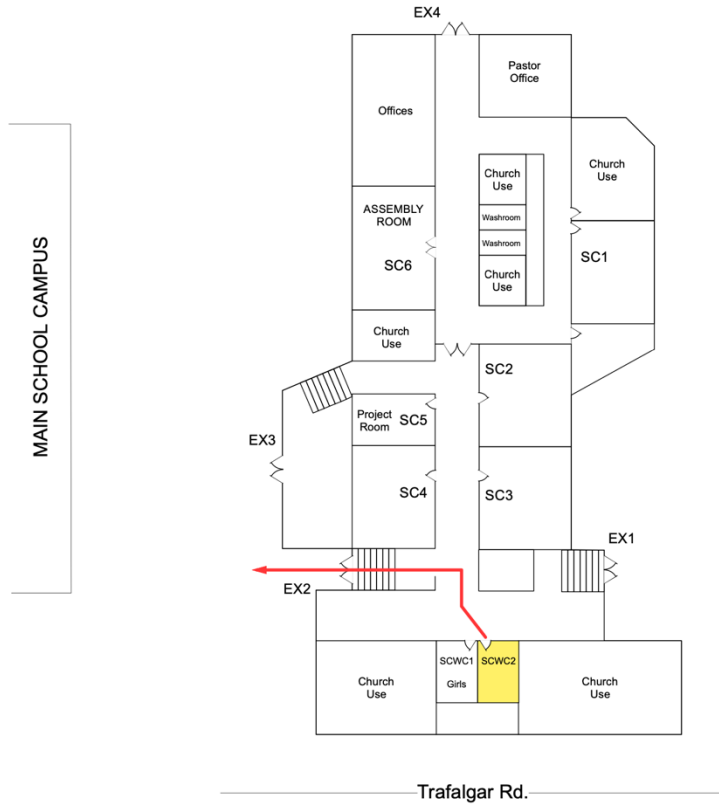 EX4
Pastor
Office
Offices
Church
Use
Church
Use
Washroom
Washroom
Church
Use
ASSEMBLY
ROOM
SC6
SC1
MAIN SCHOOL CAMPUS
Church
Use
SC2
Project
Room
SC5
EX3
SC4
SC3
EX1
EX2
SCWC1
Girls
SCWC2
Church
Use
Church
Use
Trafalgar Rd.